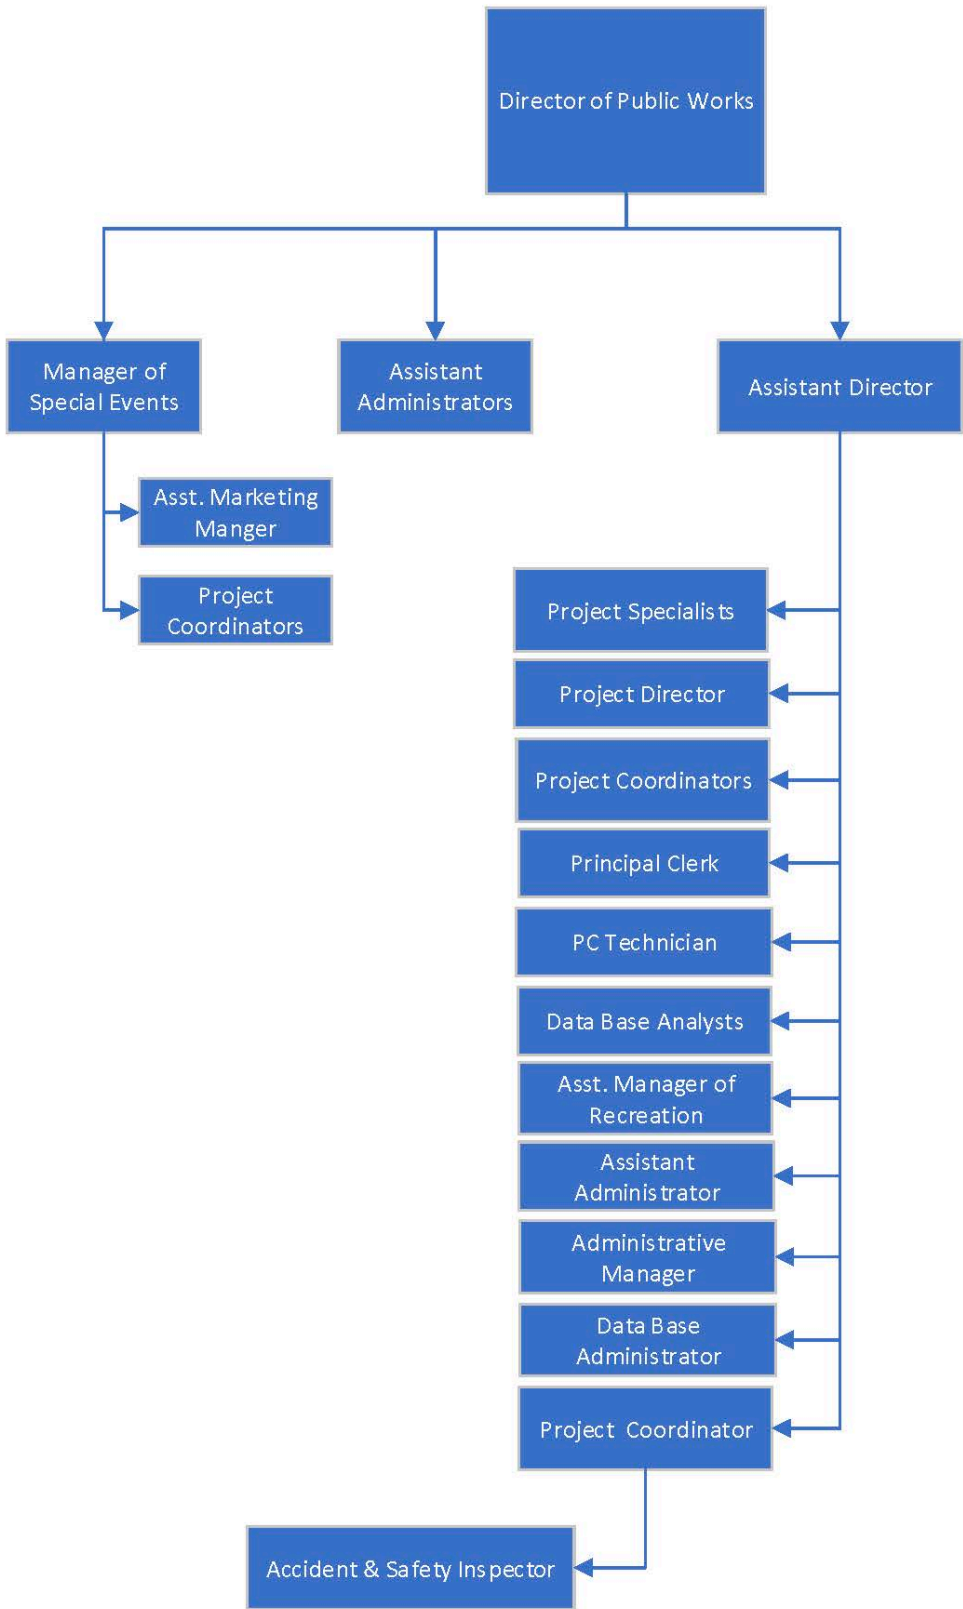 Director of Public Works
Manager of
Special Events
Assistant
Administrators
Assistant Director
Asst. Marketing
Manger
Project
Coordinators
Project Specialists
Project Director
Project Coordinators
Principal Clerk
PC Technician
Data Base Analysts
Asst. Manager of
Recreation
Assistant
Administrator
Administrative
Manager
Data Base
Administrator
Project Coordinator
Accident & Safety Inspector